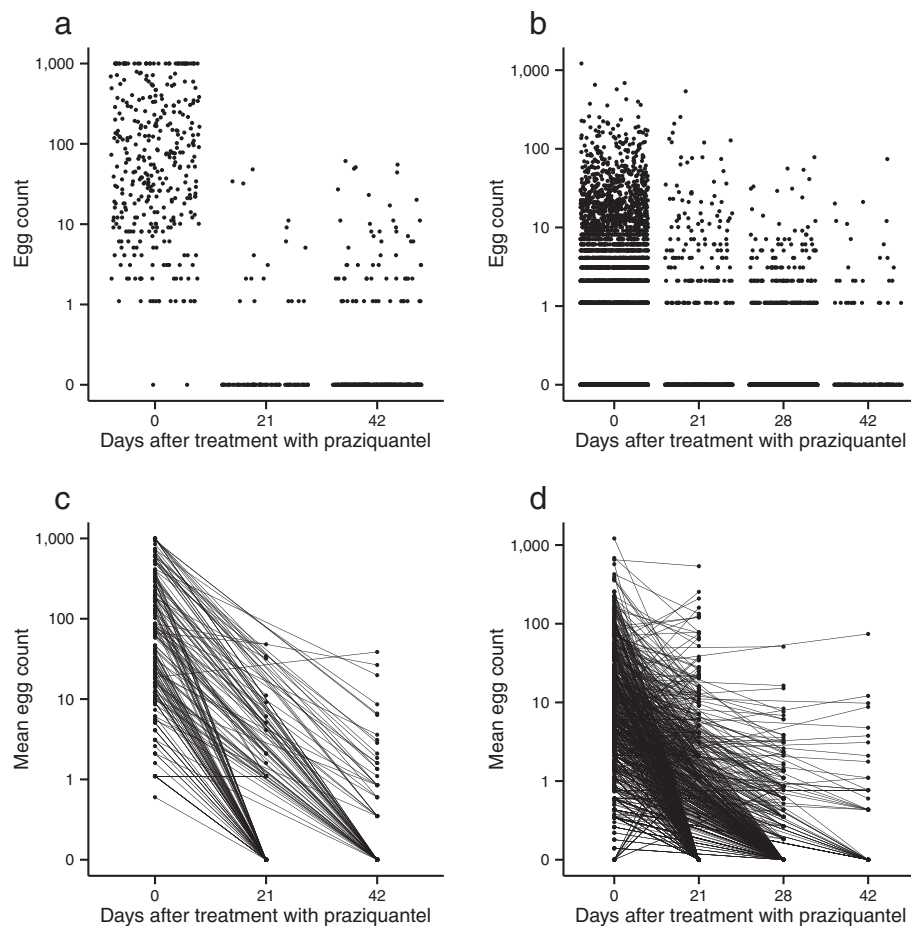 a
1,000
100
10
1
0
Egg count
0 21 42
Days after treatment with praziquantel
b
1,000
100
10
1
0
Egg count
0 21 28 42
Days after treatment with praziquantel
c
1,000
100
10
1
0
Mean egg count
0 21 42
Days after treatment with praziquantel
d
1,000
100
10
1
0
Mean egg count
0 21 28 42
Days after treatment with praziquantel